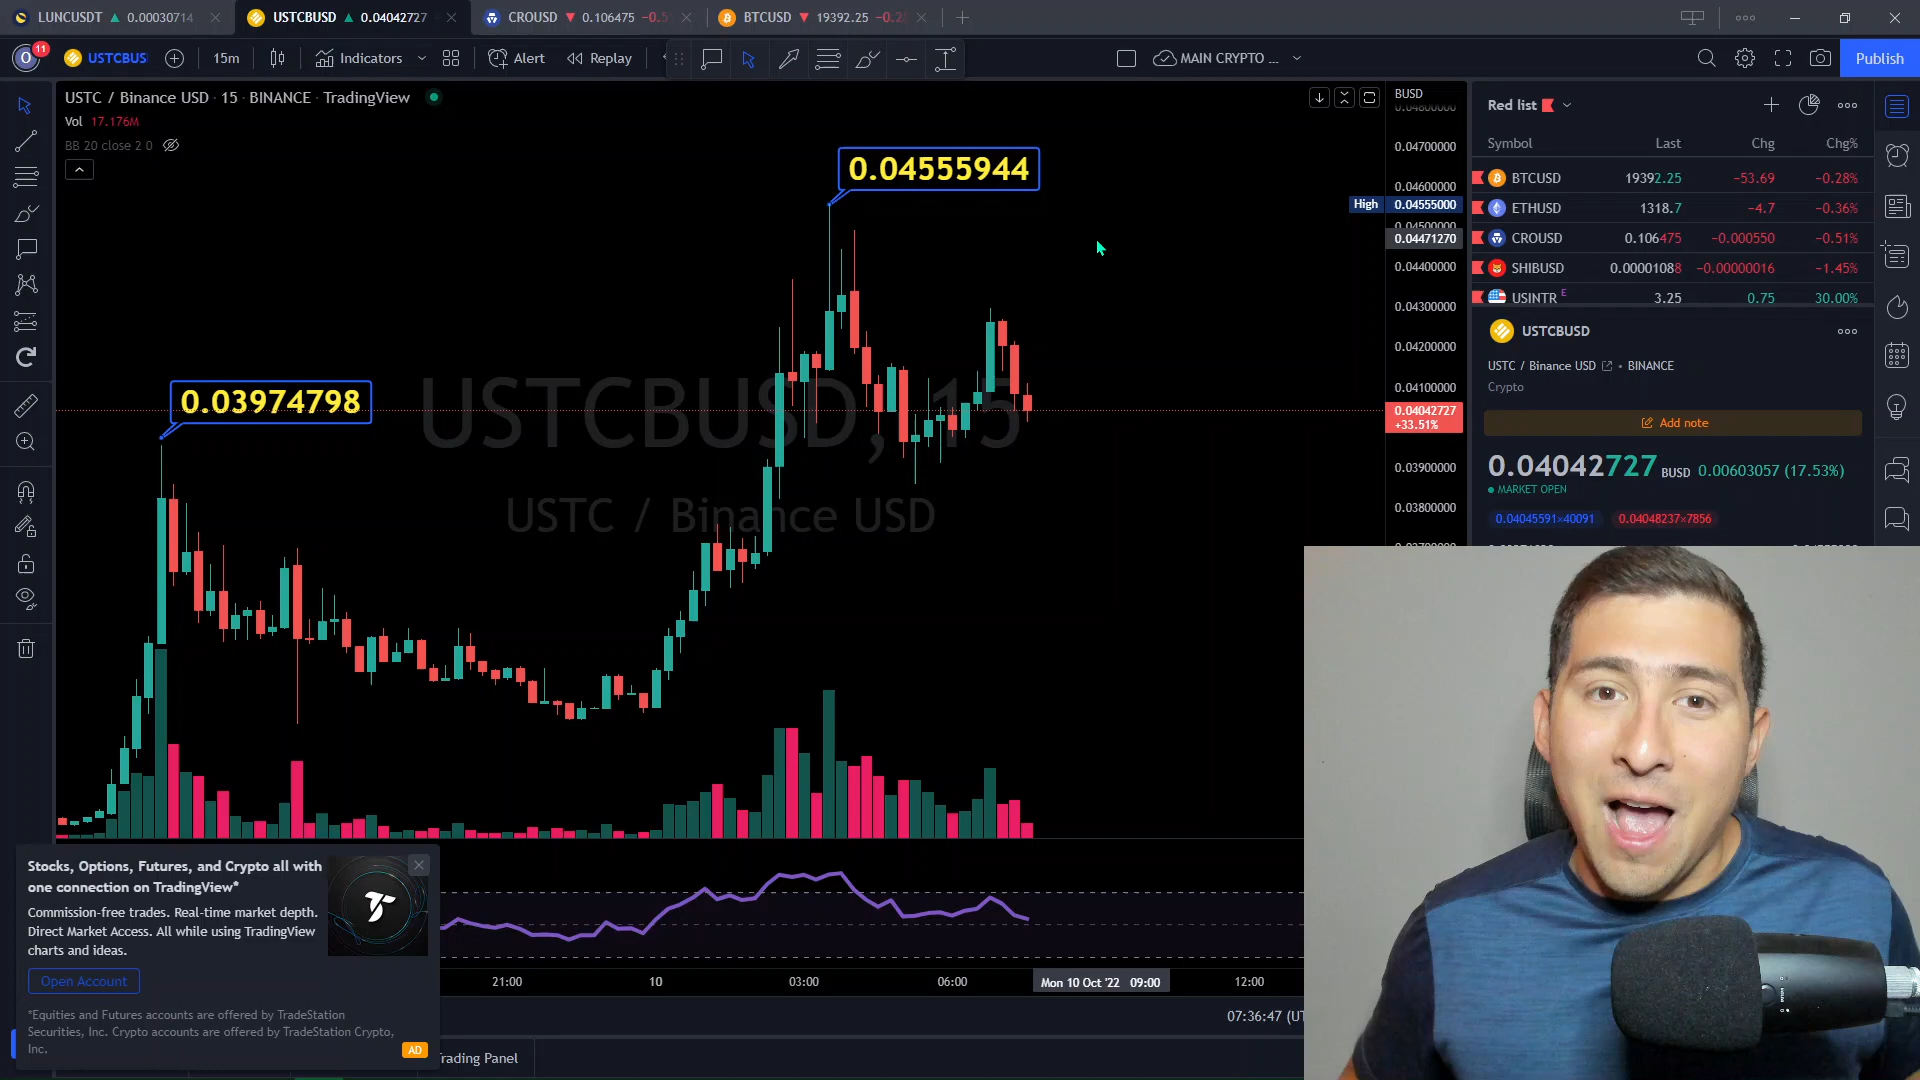 LUNCUSDT ▲ 0.00030714
USTCBUSD ▲ 0.04042727
CROUSD ▼ 0.106475 −0.5
BTCUSD ▼ 19392.25
11
USTCBUS
15m
Indicators
Alert
Replay
MAIN CRYPTO ...
Publish
USTC / Binance USD · 15 · BINANCE · TradingView
Vol 17.176M
BB 20 close 2 0
USTCBUSD, 15
USTC / Binance USD
0.04555944
0.03974798
BUSD
0.04700000
0.04600000
High 0.04555000
0.04500000
0.04471270
0.04400000
0.04300000
0.04200000
0.04100000
0.04042727
+33.51%
0.03900000
0.03800000
Red list
Symbol Last Chg Chg%
BTCUSD 19392.25 −53.69 −0.28%
ETHUSD 1318.7 −4.7 −0.36%
CROUSD 0.106475 −0.000550 −0.51%
SHIBUSD 0.00001088 −0.00000016 −1.45%
USINTR E 3.25 0.75 30.00%
USTCBUSD
USTC / Binance USD • BINANCE
Crypto
Add note
0.04042727 BUSD 0.00603057 (17.53%)
MARKET OPEN
0.04045591×40091 0.04048237×7856
Stocks, Options, Futures, and Crypto all with
one connection on TradingView*
Commission-free trades. Real-time market depth.
Direct Market Access. All while using TradingView
charts and ideas.
Open Account
*Equities and Futures accounts are offered by TradeStation
Securities, Inc. Crypto accounts are offered by TradeStation Crypto,
Inc.
AD
21:00 10 03:00 06:00 Mon 10 Oct '22 09:00 12:00
07:36:47 (UT
Trading Panel